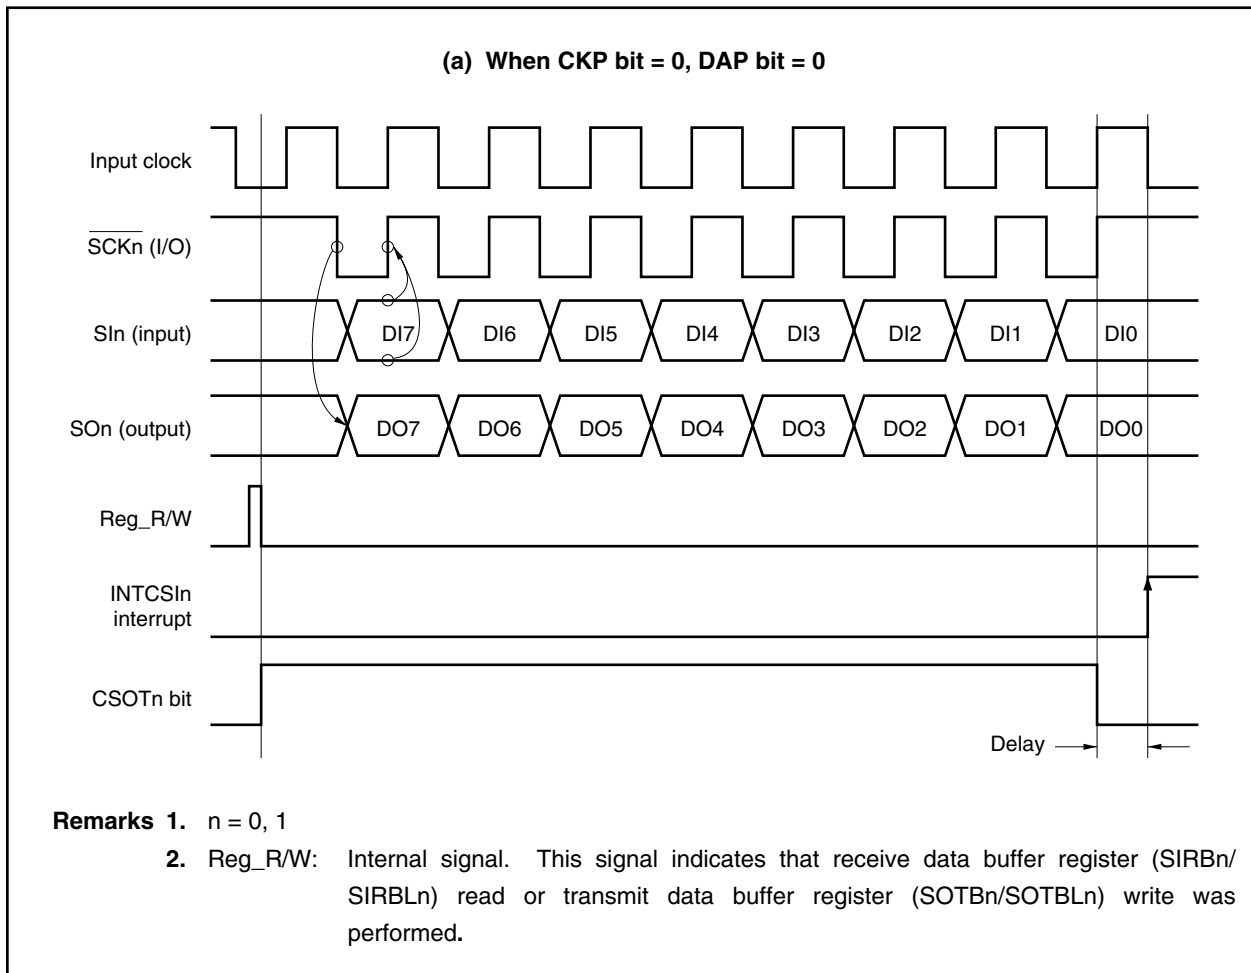 (a) When CKP bit = 0, DAP bit = 0
Input clock
SCKn (I/O)
SIn (input)
DI7 DI6 DI5 DI4 DI3 DI2 DI1 DI0
SOn (output)
DO7 DO6 DO5 DO4 DO3 DO2 DO1 DO0
Reg_R/W
INTCSIn
interrupt
CSOTn bit
Delay
Remarks 1. n = 0, 1
2. Reg_R/W: Internal signal. This signal indicates that receive data buffer register (SIRBn/
SIRBLn) read or transmit data buffer register (SOTBn/SOTBLn) write was
performed.